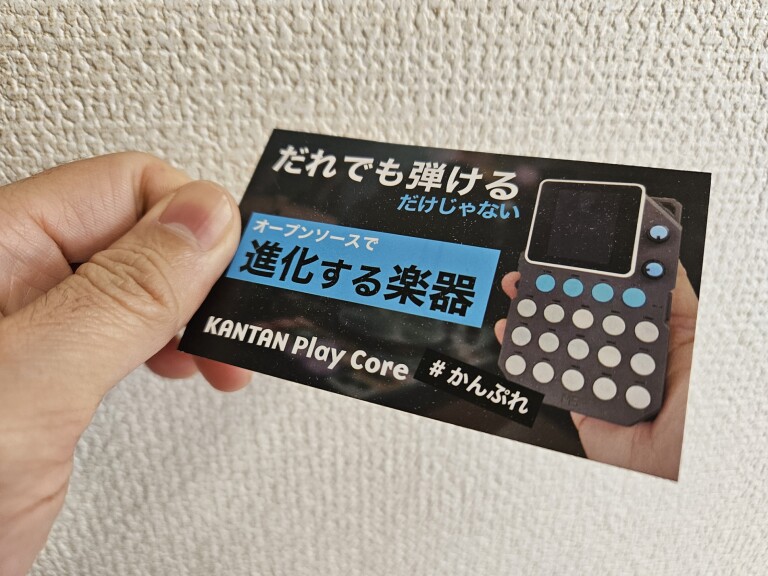 だれでも弾ける
だけじゃない
オープンソースで
進化する楽器
KANTAN Play Core
#かんぷれ